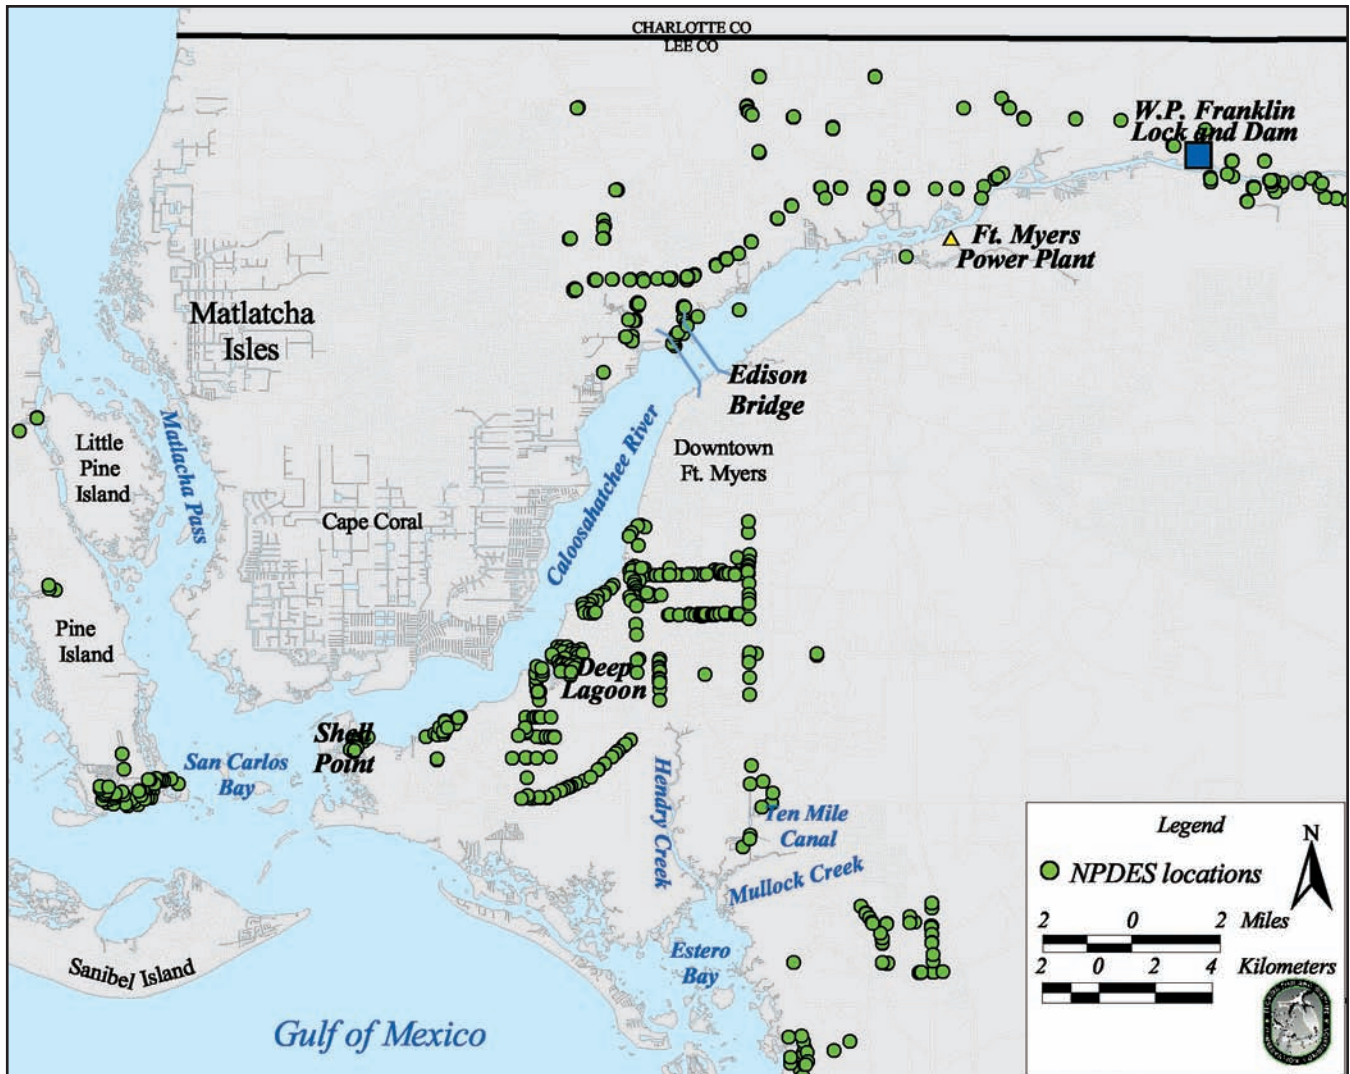 CHARLOTTE CO
LEE CO
W.P. Franklin
Lock and Dam
Ft. Myers
Power Plant
Matlatcha
Isles
Edison
Bridge
Matlacha Pass
Little
Pine
Island
Caloosahatchee River
Downtown
Ft. Myers
Cape Coral
Pine
Island
Deep
Lagoon
Shell
Point
San Carlos
Bay
Hendry Creek
Ten Mile
Canal
Mullock Creek
Estero
Bay
Sanibel Island
Gulf of Mexico
Legend
N
NPDES locations
2 0 2 Miles
2 0 2 4 Kilometers